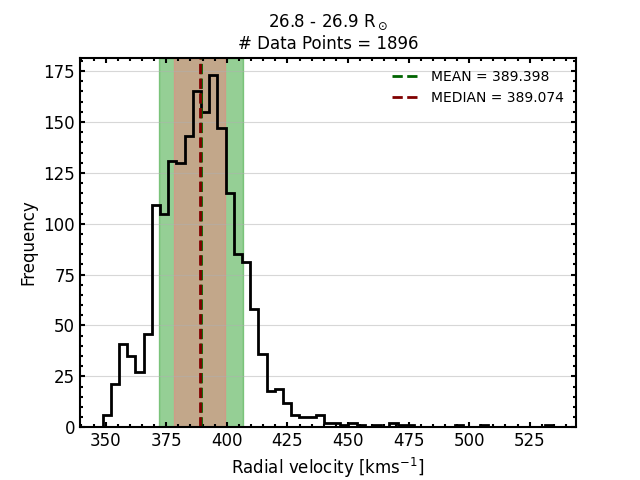 26.8 - 26.9 R⊙
# Data Points = 1896
MEAN = 389.398
MEDIAN = 389.074
Frequency
175
150
125
100
75
50
25
0
350 375 400 425 450 475 500 525
Radial velocity [kms⁻¹]